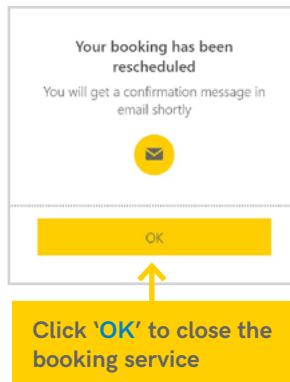 Your booking has been
rescheduled
You will get a confirmation message in
email shortly
OK
Click ‘OK’ to close the
booking service